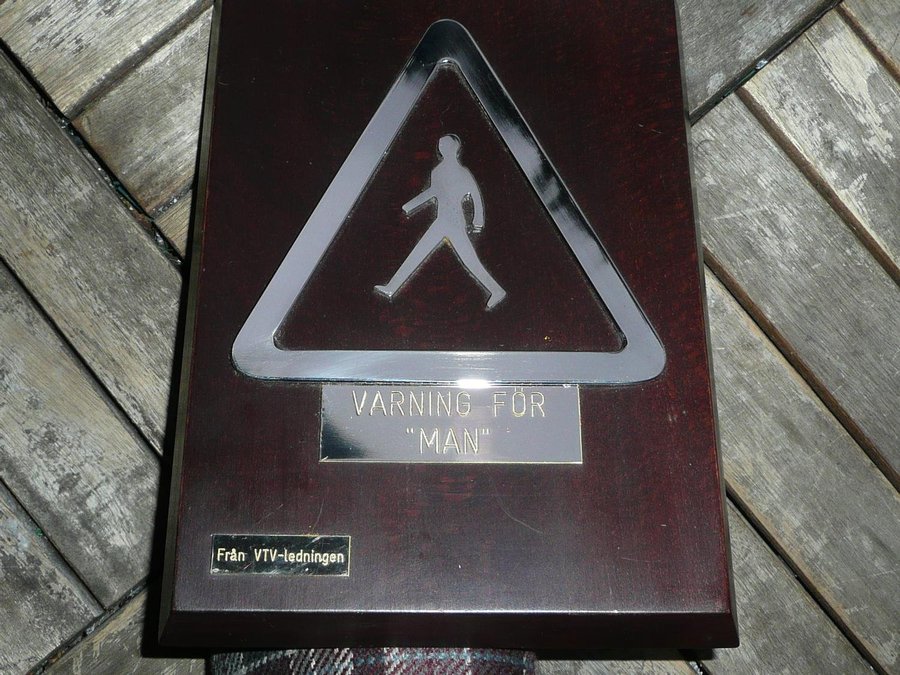 VARNING FÖR
"MAN"
Från VTV-ledningen